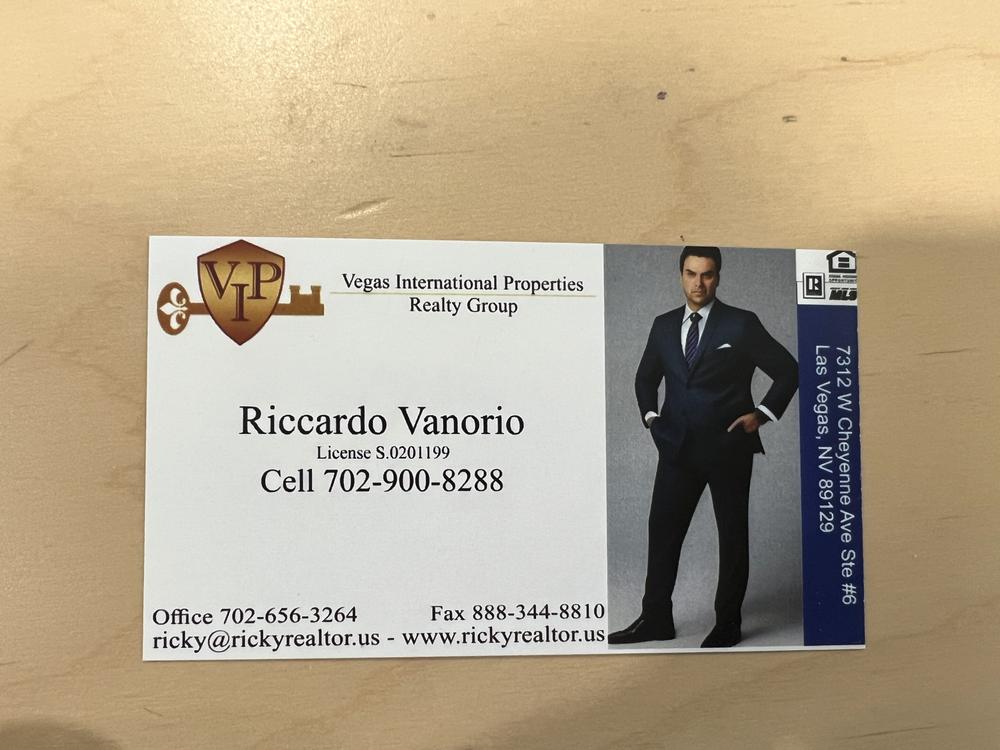 VIP
Vegas International Properties
Realty Group
Riccardo Vanorio
License S.0201199
Cell 702-900-8288
Office 702-656-3264
Fax 888-344-8810
ricky@rickyrealtor.us - www.rickyrealtor.us
R
MLS
7312 W Cheyenne Ave Ste #6
Las Vegas, NV 89129